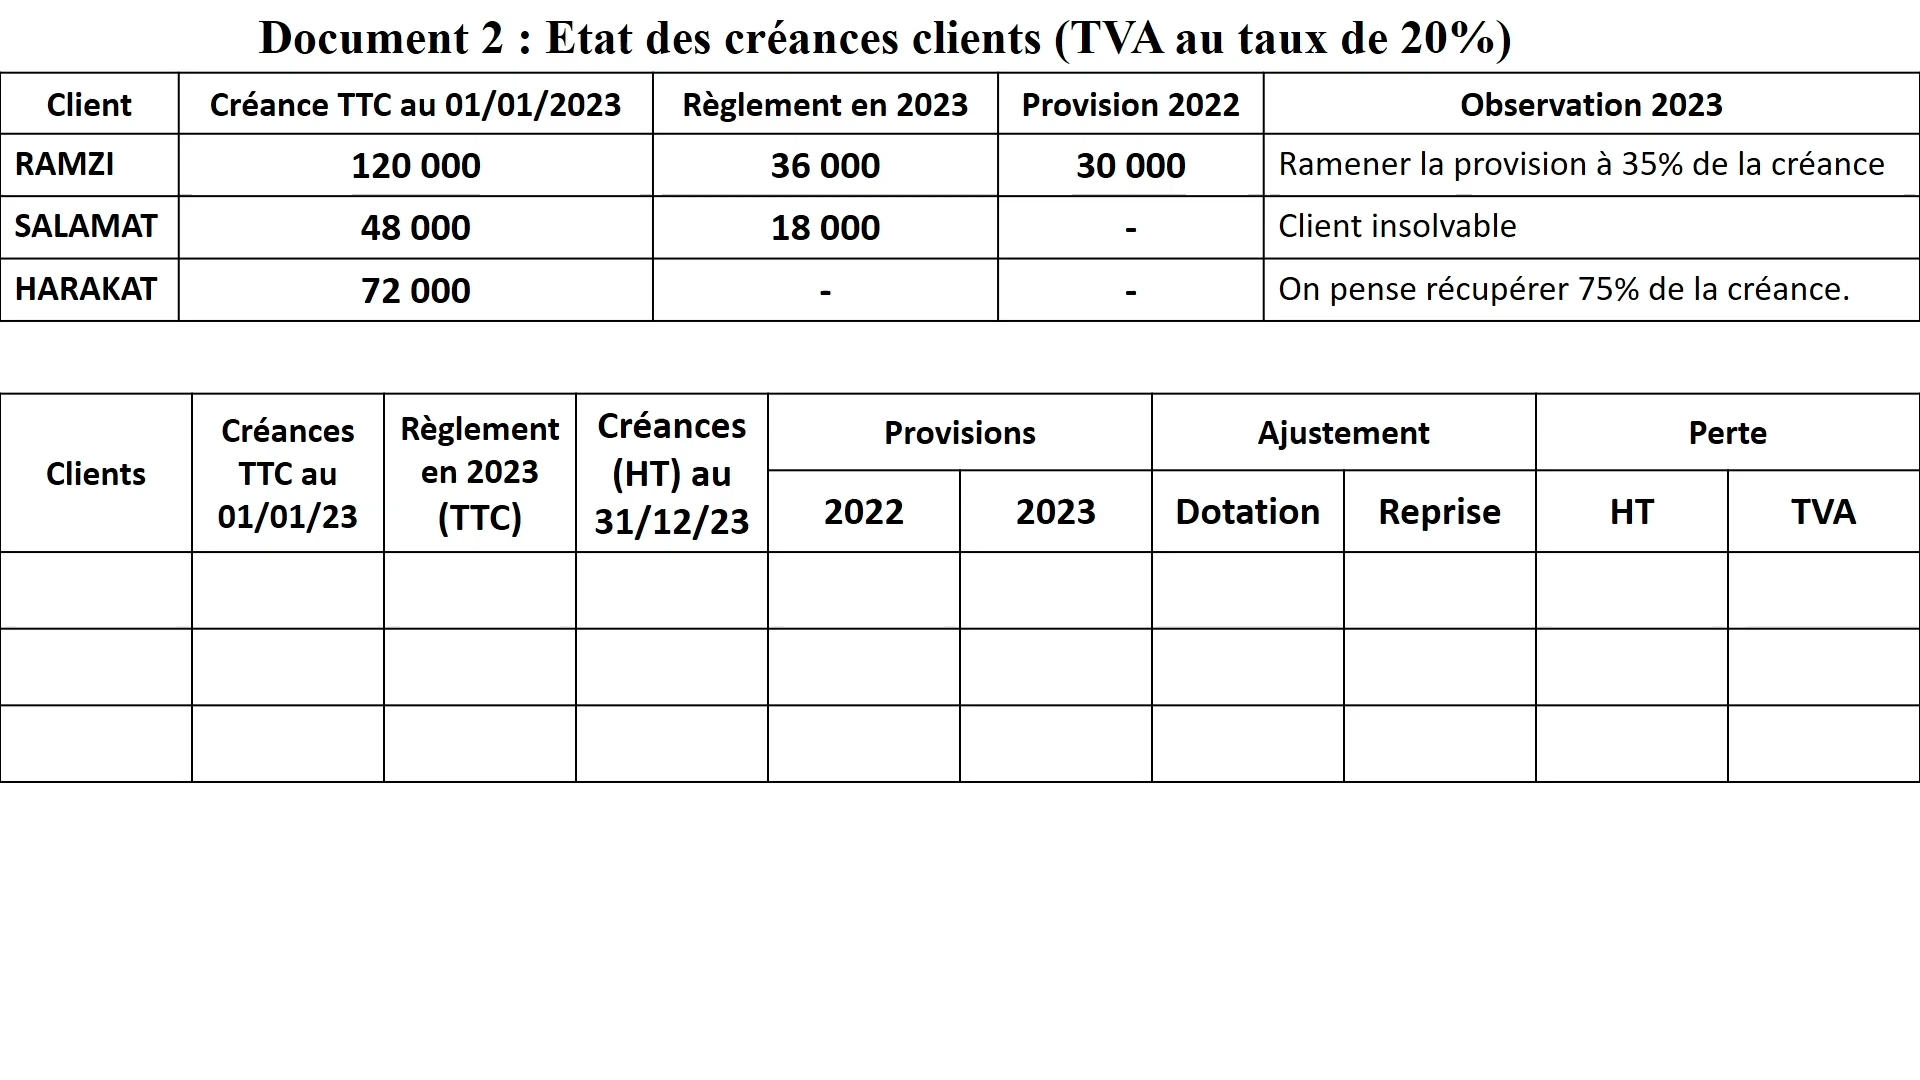 Document 2 : Etat des créances clients (TVA au taux de 20%)
Client Créance TTC au 01/01/2023 Règlement en 2023 Provision 2022 Observation 2023
RAMZI 120 000 36 000 30 000 Ramener la provision à 35% de la créance
SALAMAT 48 000 18 000 - Client insolvable
HARAKAT 72 000 - - On pense récupérer 75% de la créance.
Clients
Créances
TTC au
01/01/23
Règlement
en 2023
(TTC)
Créances
(HT) au
31/12/23
Provisions Ajustement Perte
2022 2023 Dotation Reprise HT TVA